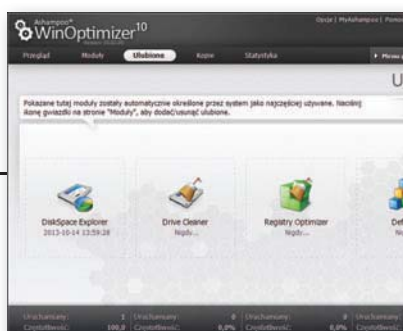 Ashampoo®
WinOptimizer 10
Opcje | MyAshampoo | Pomo
Przegląd Moduły Ulubione Kopie Statystyka
U
Pokazane tutaj moduły zostały automatycznie określone przez system jako najczęściej używane. Naciśnij
ikonę gwiazdki na stronie "Moduły", aby dodać/usunąć ulubione.
DiskSpace Explorer Drive Cleaner Registry Optimizer Def
2013-10-14 13:59:28 Nigdy... Nigdy... Ni
Uruchamiany: 1 Uruchamiany: 0 Uruchamiany: 0 Uruchamiany:
Częstotliwość: 100,0 Częstotliwość: 0,0% Częstotliwość: 0,0% Częstotliwość: